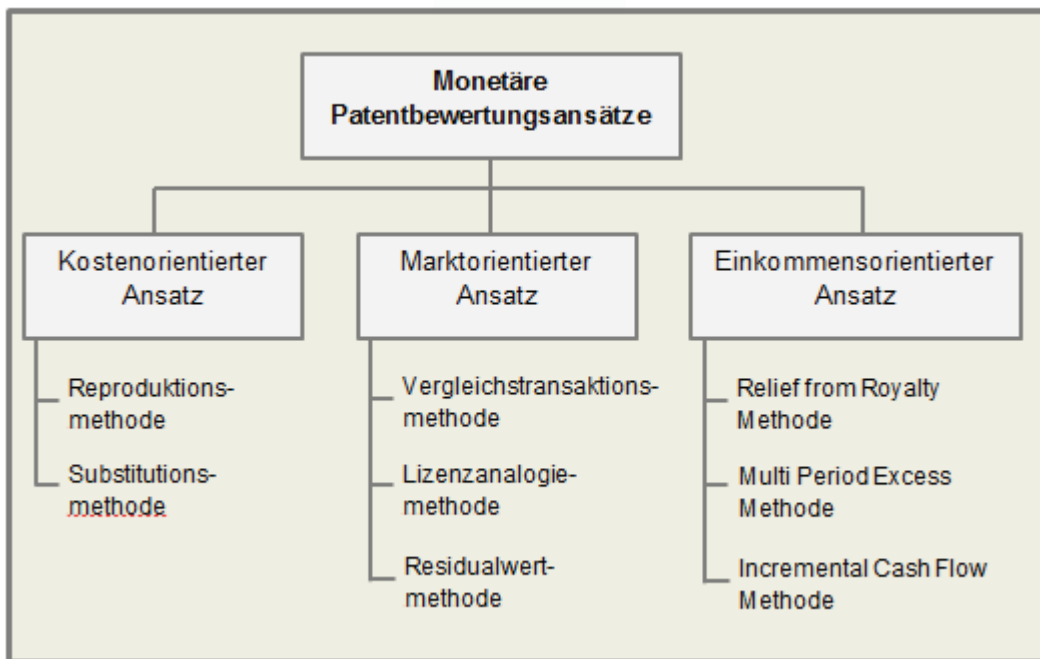 Monetäre
Patentbewertungsansätze
Kostenorientierter
Ansatz
Reproduktions-
methode
Substitutions-
methode
Marktorientierter
Ansatz
Vergleichstransaktions-
methode
Lizenzanalogie-
methode
Residualwert-
methode
Einkommensorientierter
Ansatz
Relief from Royalty
Methode
Multi Period Excess
Methode
Incremental Cash Flow
Methode